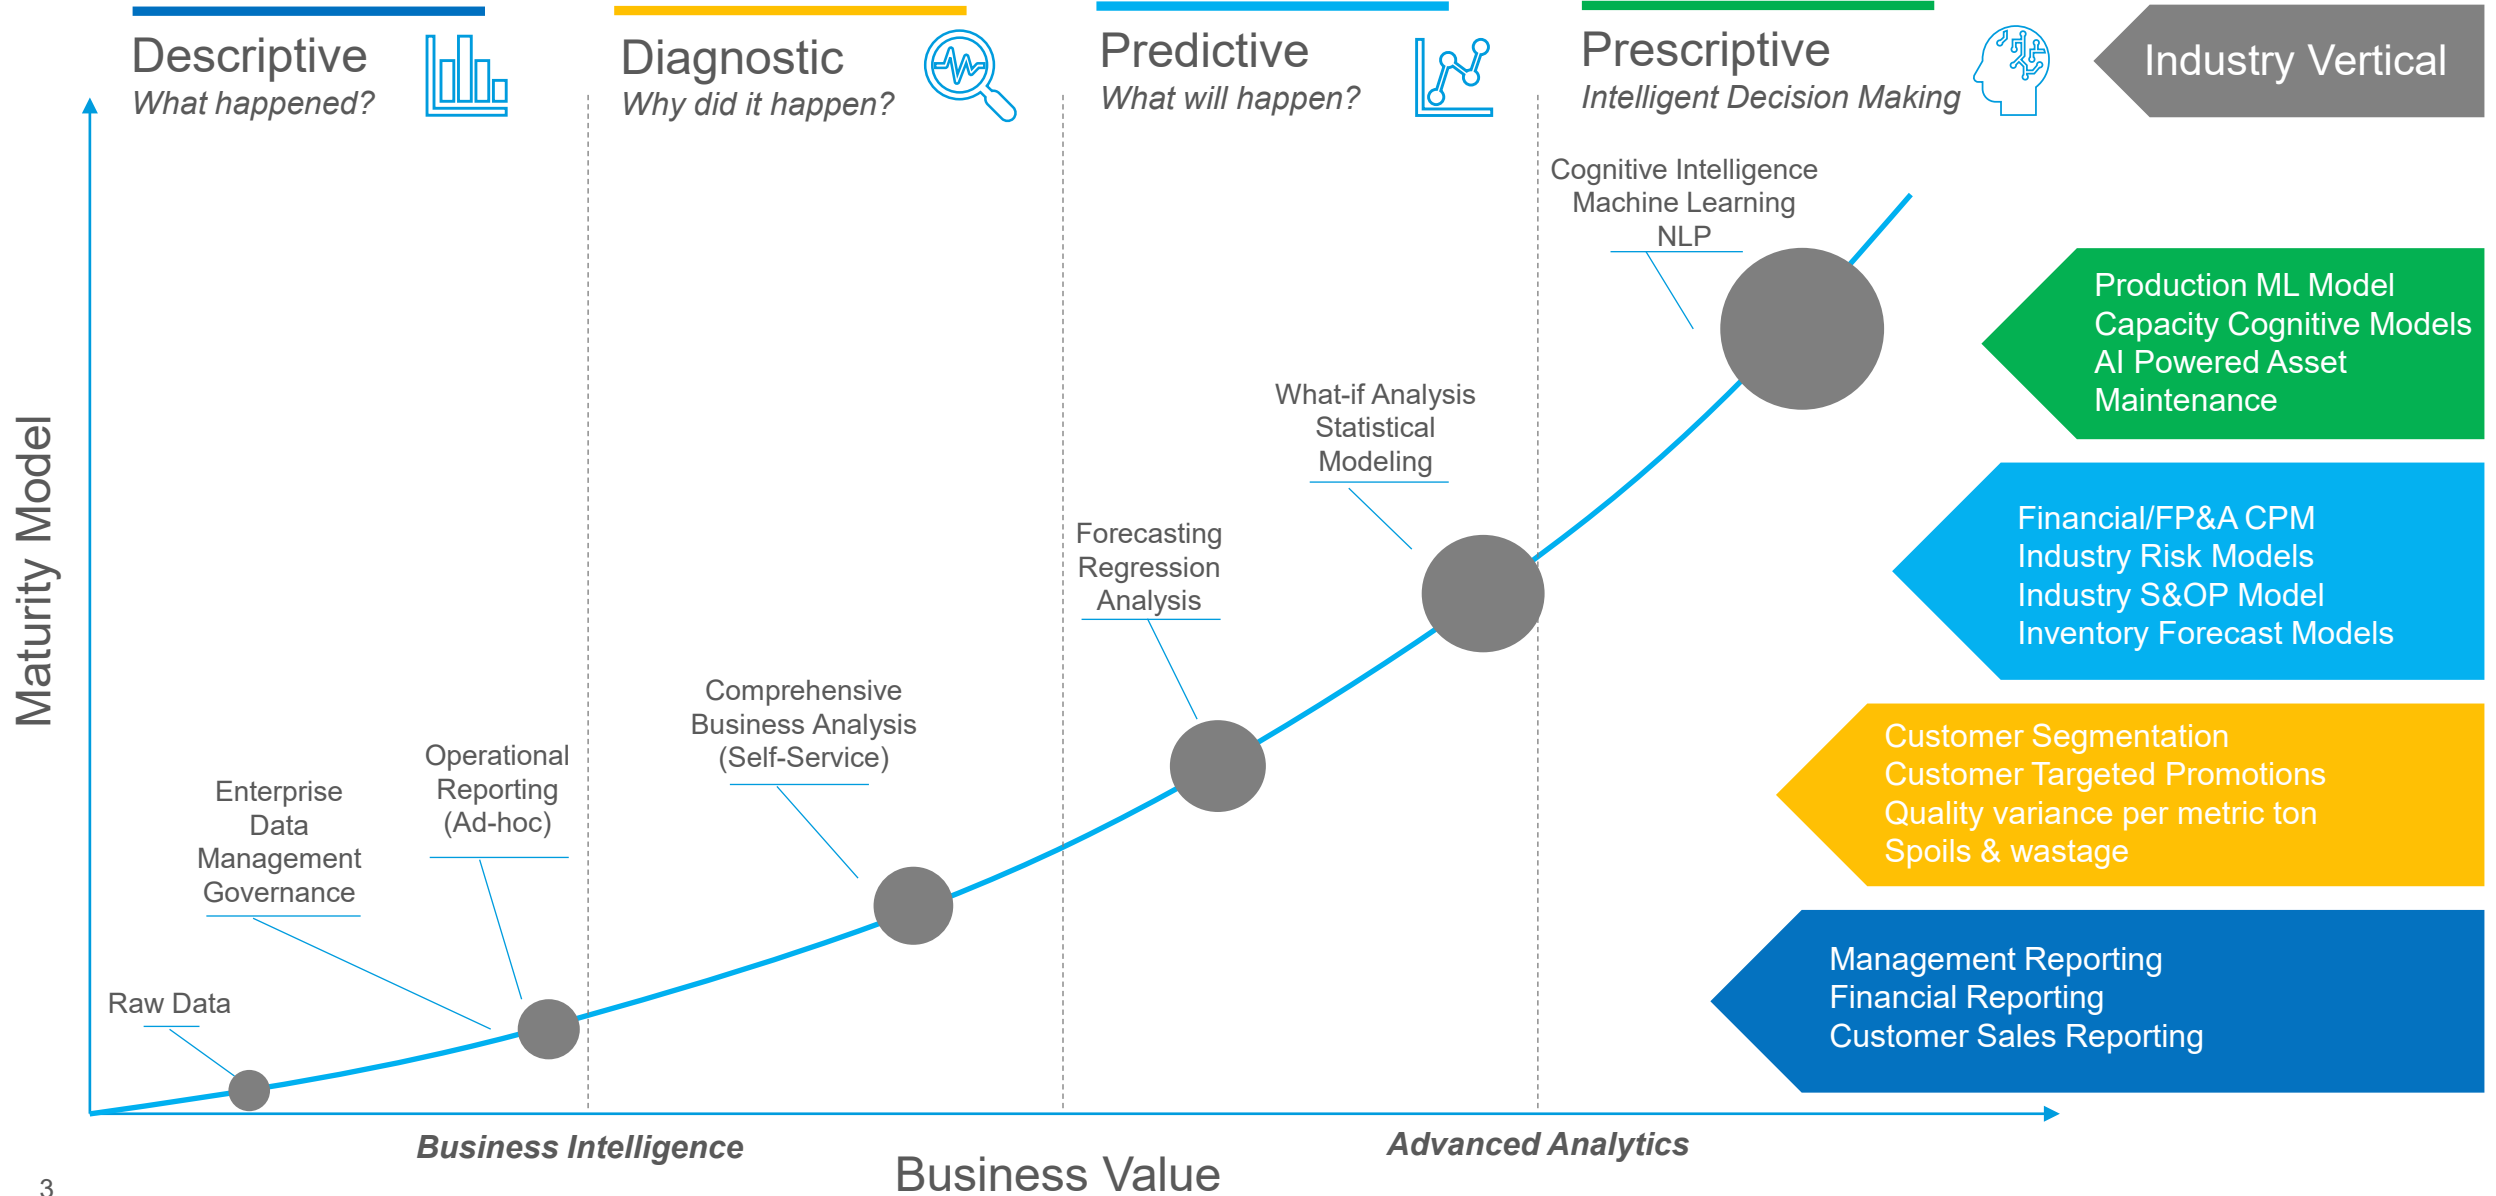 Descriptive
What happened?
Diagnostic
Why did it happen?
Predictive
What will happen?
Prescriptive
Intelligent Decision Making
Industry Vertical
Maturity Model
Raw Data
Enterprise
Data
Management
Governance
Operational
Reporting
(Ad-hoc)
Comprehensive
Business Analysis
(Self-Service)
Forecasting
Regression
Analysis
What-if Analysis
Statistical
Modeling
Cognitive Intelligence
Machine Learning
NLP
Production ML Model
Capacity Cognitive Models
AI Powered Asset
Maintenance
Financial/FP&A CPM
Industry Risk Models
Industry S&OP Model
Inventory Forecast Models
Customer Segmentation
Customer Targeted Promotions
Quality variance per metric ton
Spoils & wastage
Management Reporting
Financial Reporting
Customer Sales Reporting
Business Intelligence
Advanced Analytics
Business Value
3